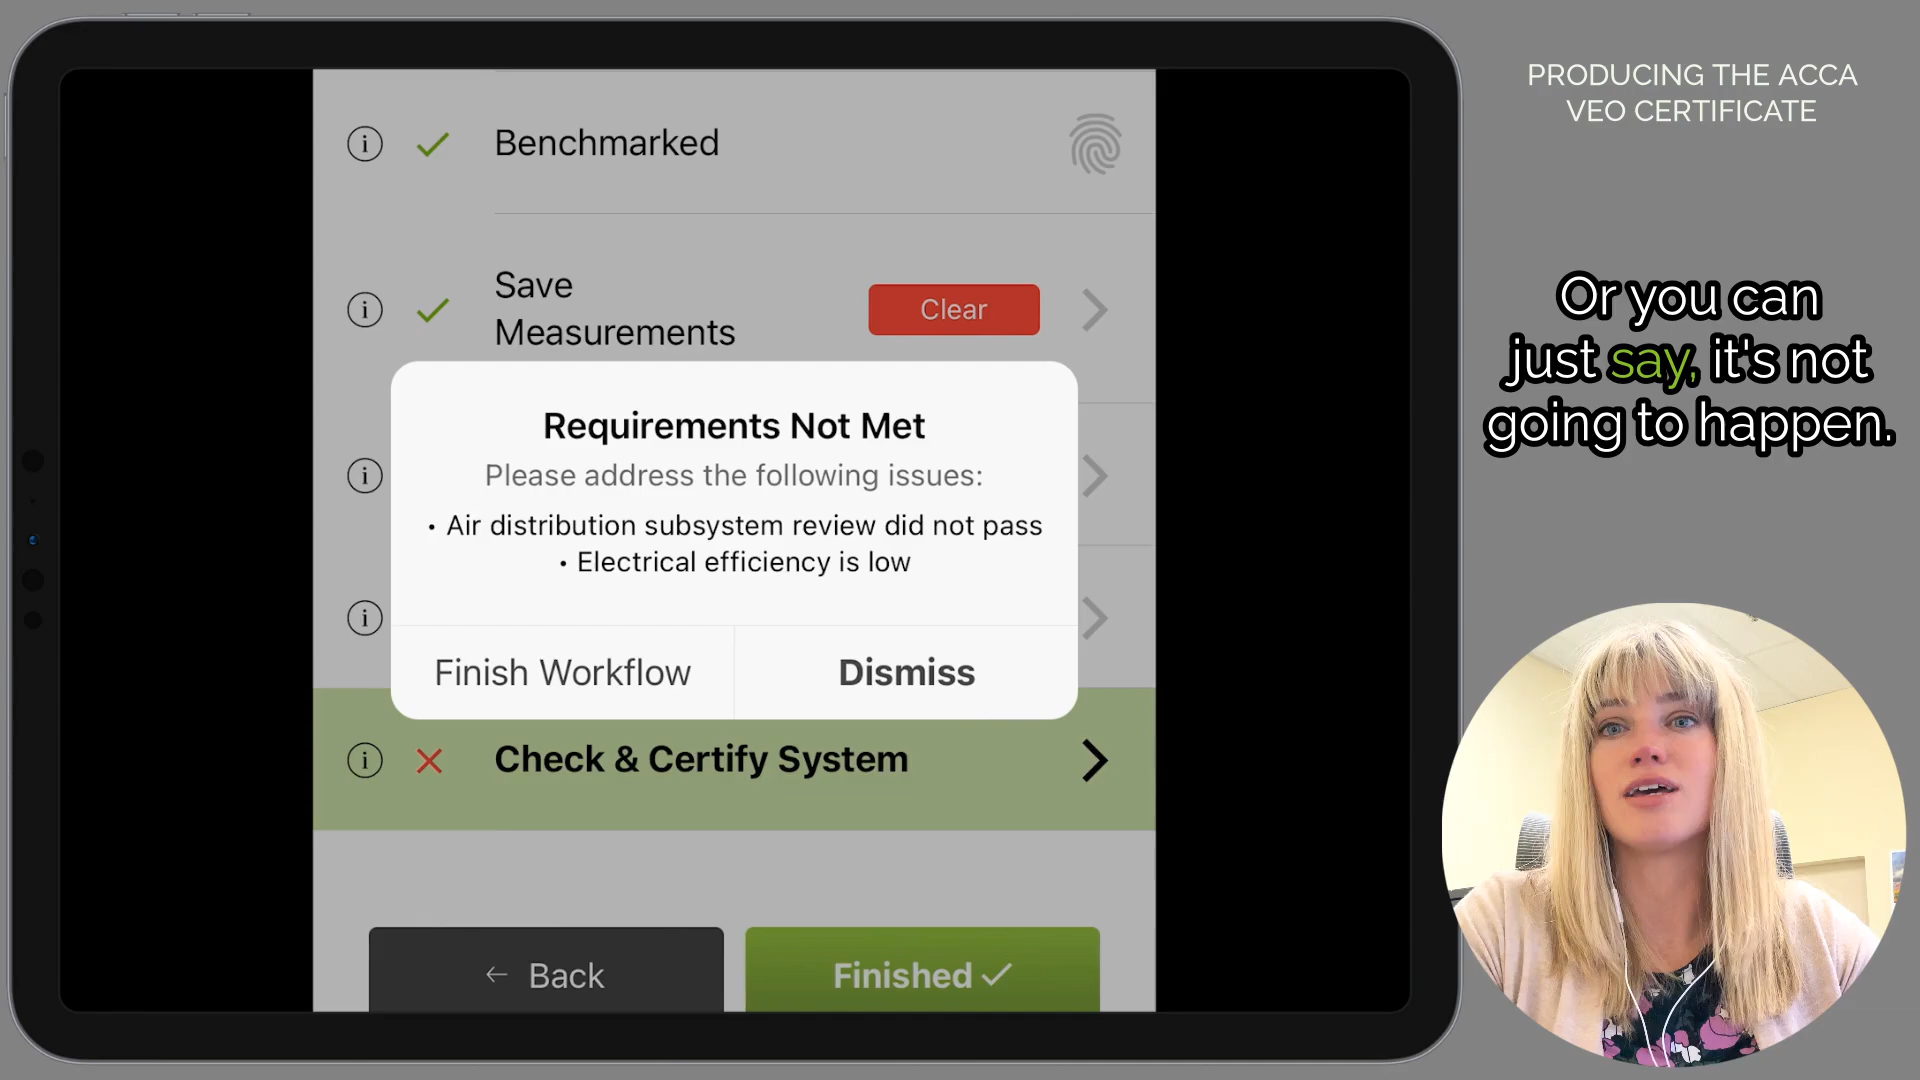 PRODUCING THE ACCA
VEO CERTIFICATE
Benchmarked
Save
Measurements
Clear
Requirements Not Met
Please address the following issues:
• Air distribution subsystem review did not pass
• Electrical efficiency is low
Finish Workflow
Dismiss
Check & Certify System
← Back
Finished ✓
Or you can
just say, it's not
going to happen.